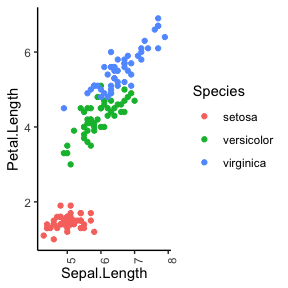 Petal.Length
6
4
2
5
6
7
8
Sepal.Length
Species
setosa
versicolor
virginica